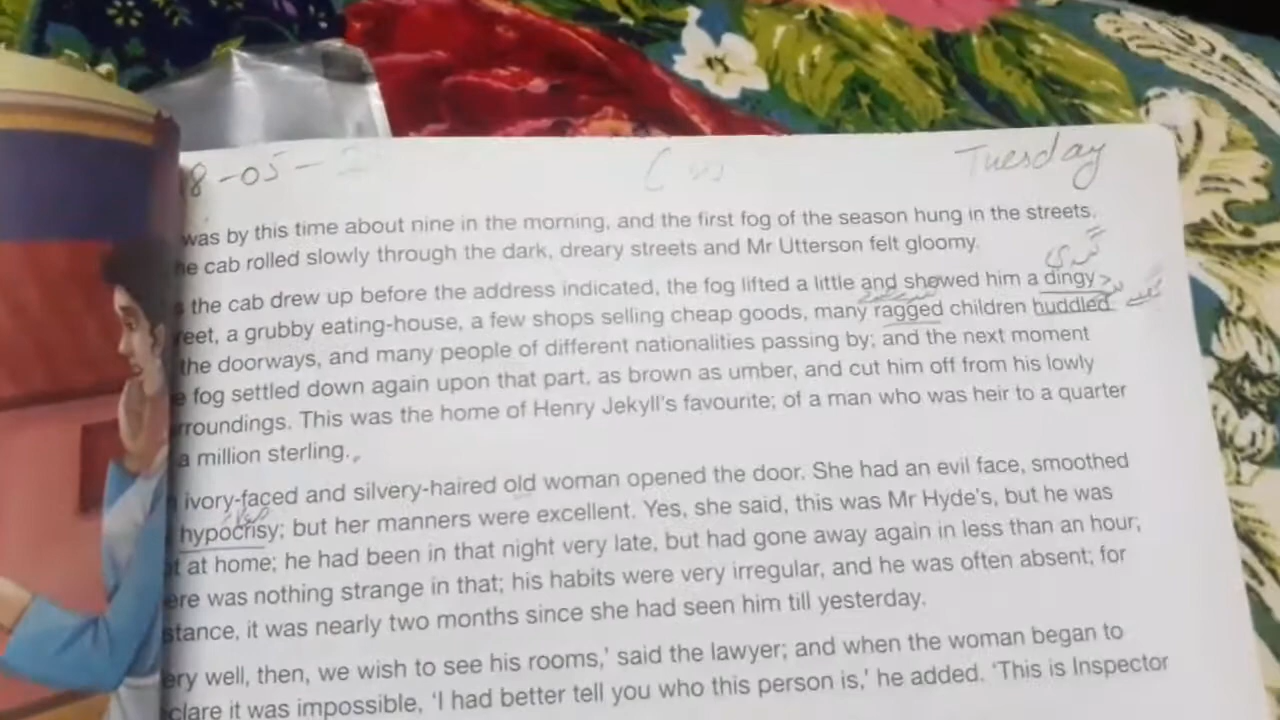 8-05- Tuesday
was by this time about nine in the morning, and the first fog of the season hung in the streets.
he cab rolled slowly through the dark, dreary streets and Mr Utterson felt gloomy.
s the cab drew up before the address indicated, the fog lifted a little and showed him a dingy
reet, a grubby eating-house, a few shops selling cheap goods, many ragged children huddled
the doorways, and many people of different nationalities passing by; and the next moment
e fog settled down again upon that part, as brown as umber, and cut him off from his lowly
rroundings. This was the home of Henry Jekyll's favourite; of a man who was heir to a quarter
a million sterling.
ivory-faced and silvery-haired old woman opened the door. She had an evil face, smoothed
hypocrisy; but her manners were excellent. Yes, she said, this was Mr Hyde's, but he was
t at home; he had been in that night very late, but had gone away again in less than an hour;
ere was nothing strange in that; his habits were very irregular, and he was often absent; for
stance, it was nearly two months since she had seen him till yesterday.
ery well, then, we wish to see his rooms,' said the lawyer; and when the woman began to
clare it was impossible, 'I had better tell you who this person is,' he added. 'This is Inspector